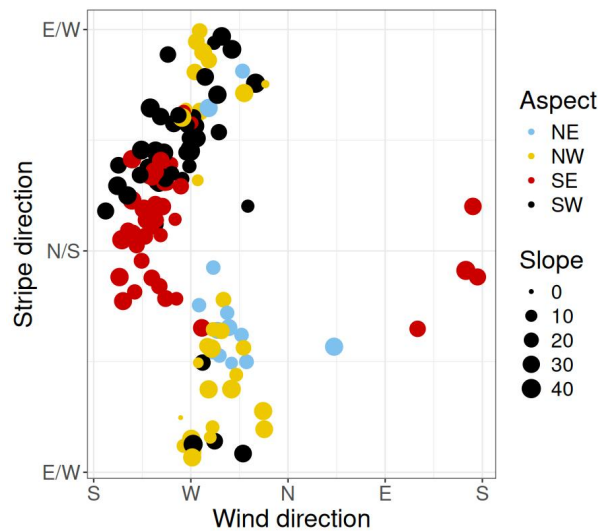 E/W
N/S
E/W
Stripe direction
S W N E S
Wind direction
Aspect
NE
NW
SE
SW
Slope
0
10
20
30
40